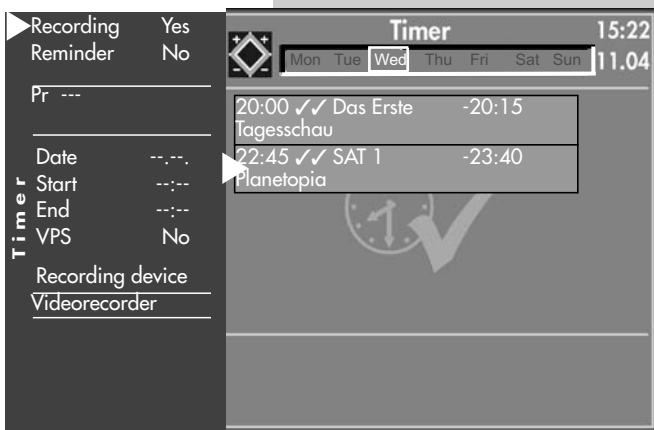 Recording Yes
Reminder No
Pr ---
Date --.--.
Start --:--
End --:--
VPS No
Timer
Recording device
Videorecorder
Timer 15:22
Mon Tue Wed Thu Fri Sat Sun 11.04
20:00 ✓✓ Das Erste -20:15
Tagesschau
22:45 ✓✓ SAT 1 -23:40
Planetopia